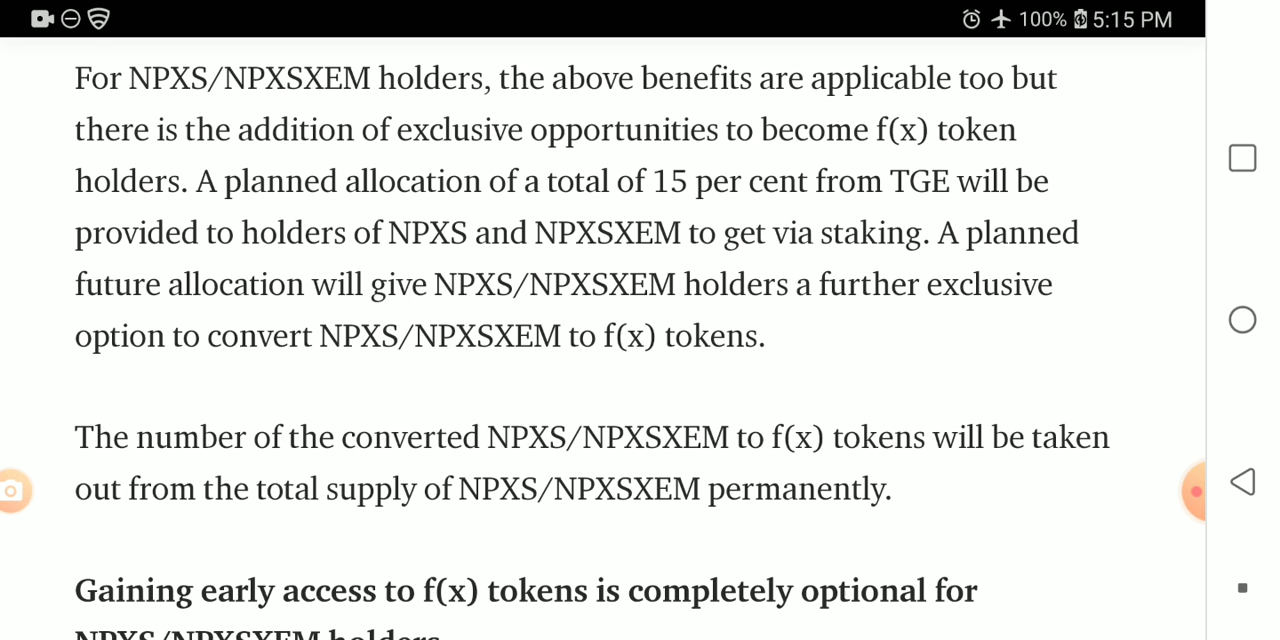 100% 5:15 PM
For NPXS/NPXSXEM holders, the above benefits are applicable too but
there is the addition of exclusive opportunities to become f(x) token
holders. A planned allocation of a total of 15 per cent from TGE will be
provided to holders of NPXS and NPXSXEM to get via staking. A planned
future allocation will give NPXS/NPXSXEM holders a further exclusive
option to convert NPXS/NPXSXEM to f(x) tokens.
The number of the converted NPXS/NPXSXEM to f(x) tokens will be taken
out from the total supply of NPXS/NPXSXEM permanently.
Gaining early access to f(x) tokens is completely optional for
NPXS/NPXSXEM holders